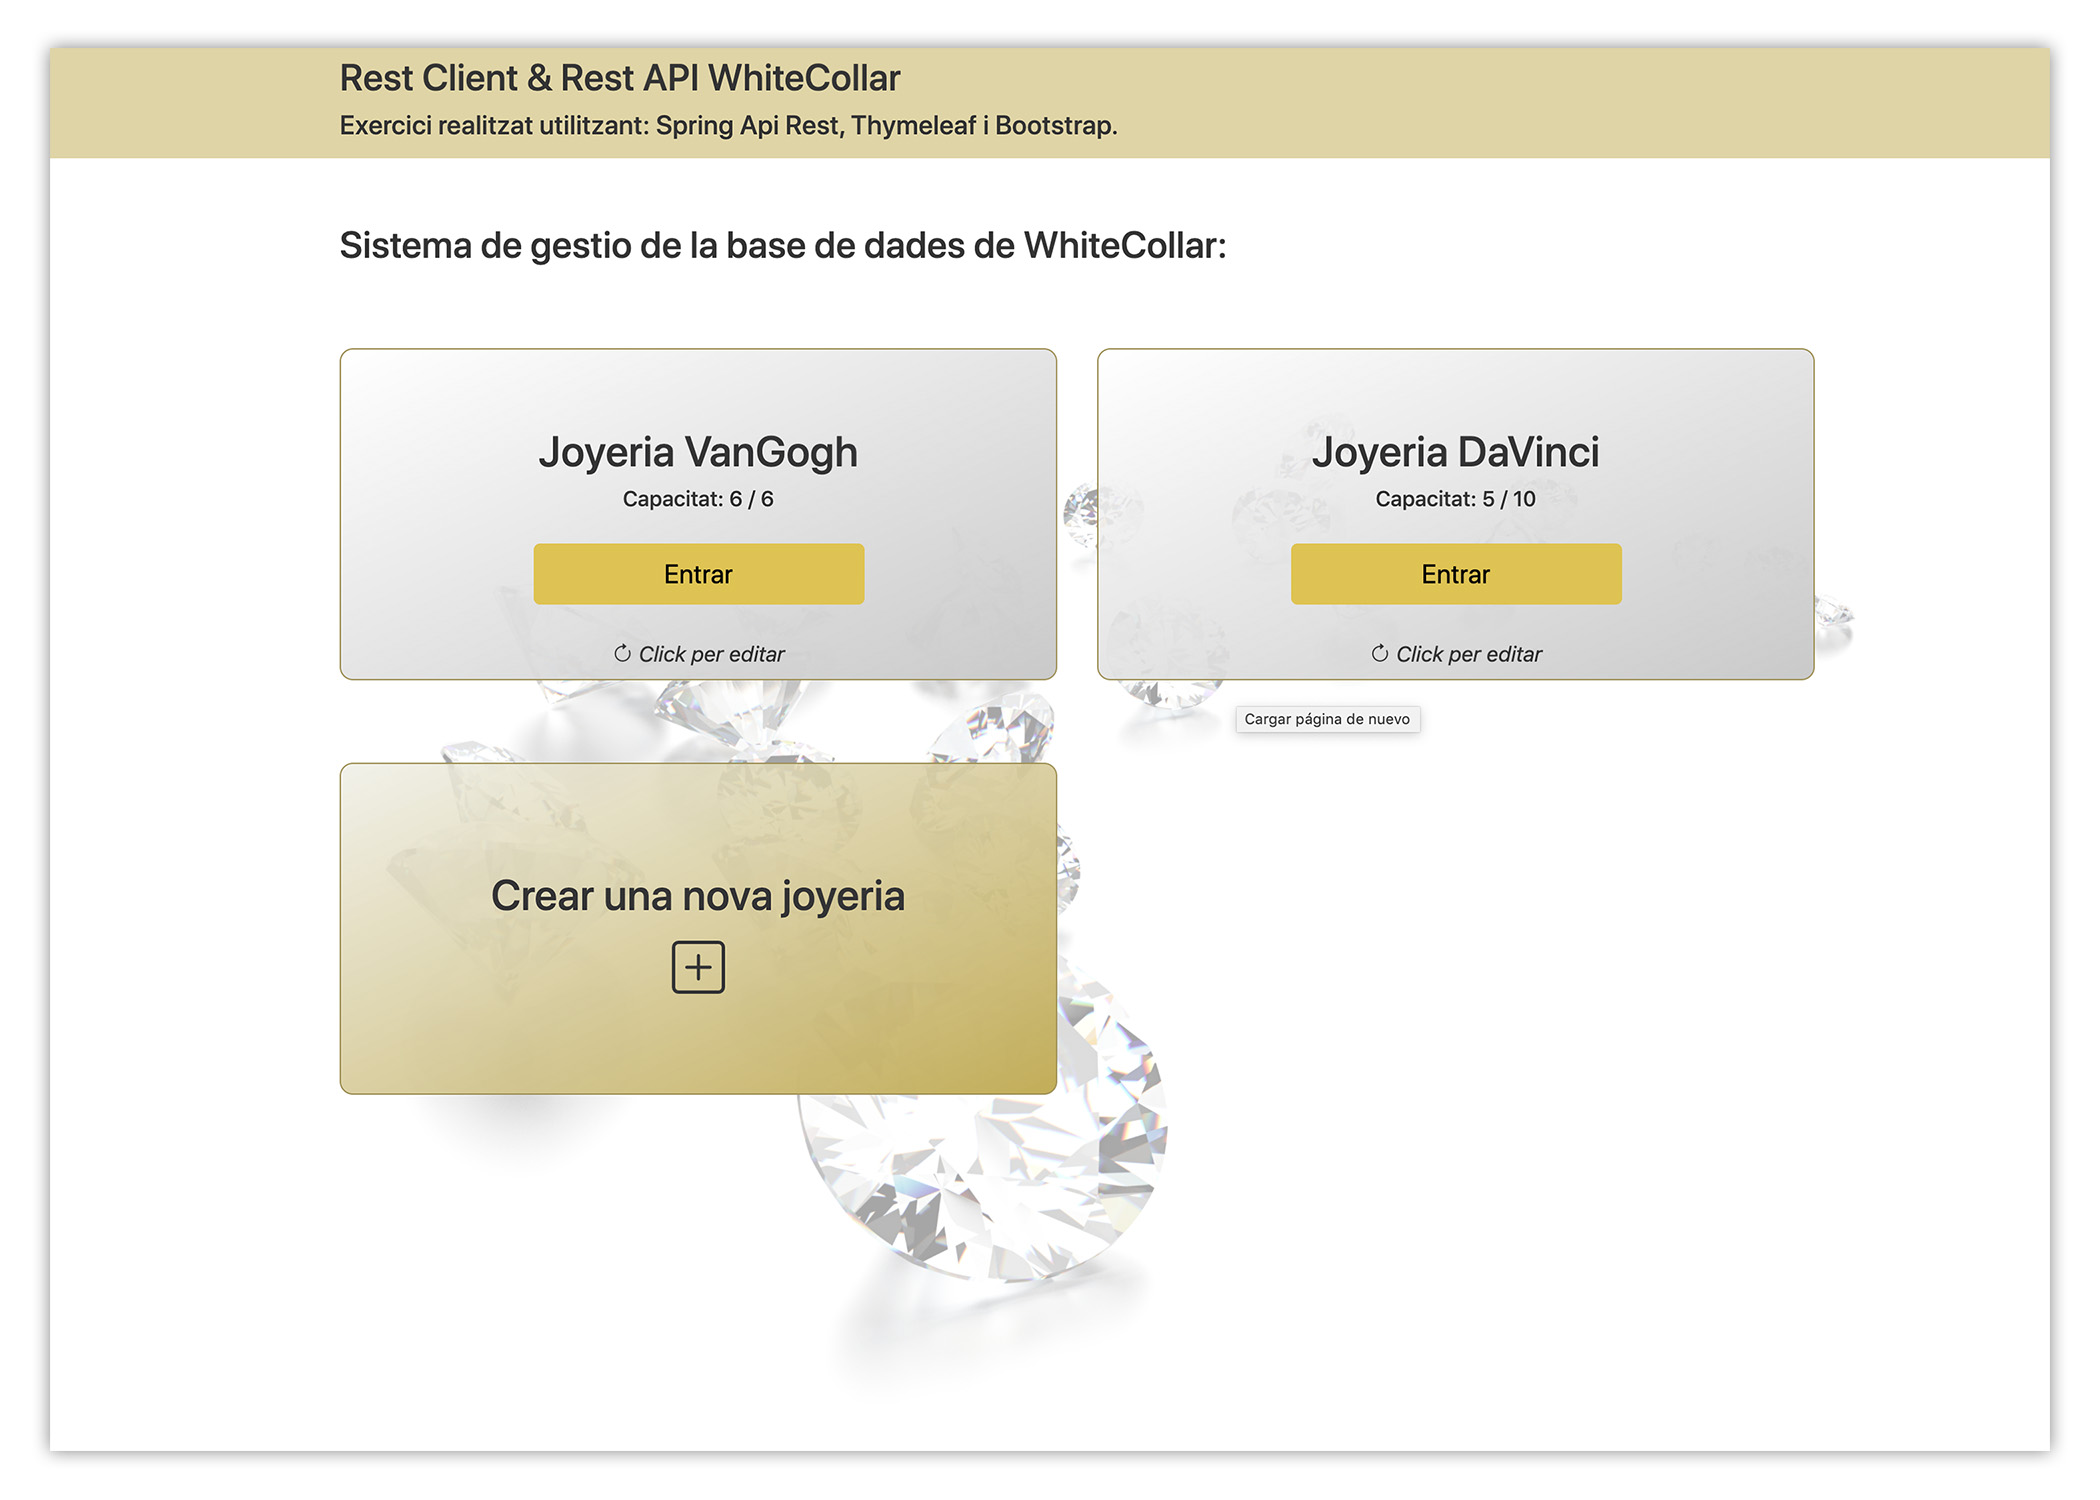 Rest Client & Rest API WhiteCollar
Exercici realitzat utilitzant: Spring Api Rest, Thymeleaf i Bootstrap.
Sistema de gestio de la base de dades de WhiteCollar:
Joyeria VanGogh
Capacitat: 6 / 6
Entrar
Click per editar
Joyeria DaVinci
Capacitat: 5 / 10
Entrar
Click per editar
Cargar página de nuevo
Crear una nova joyeria